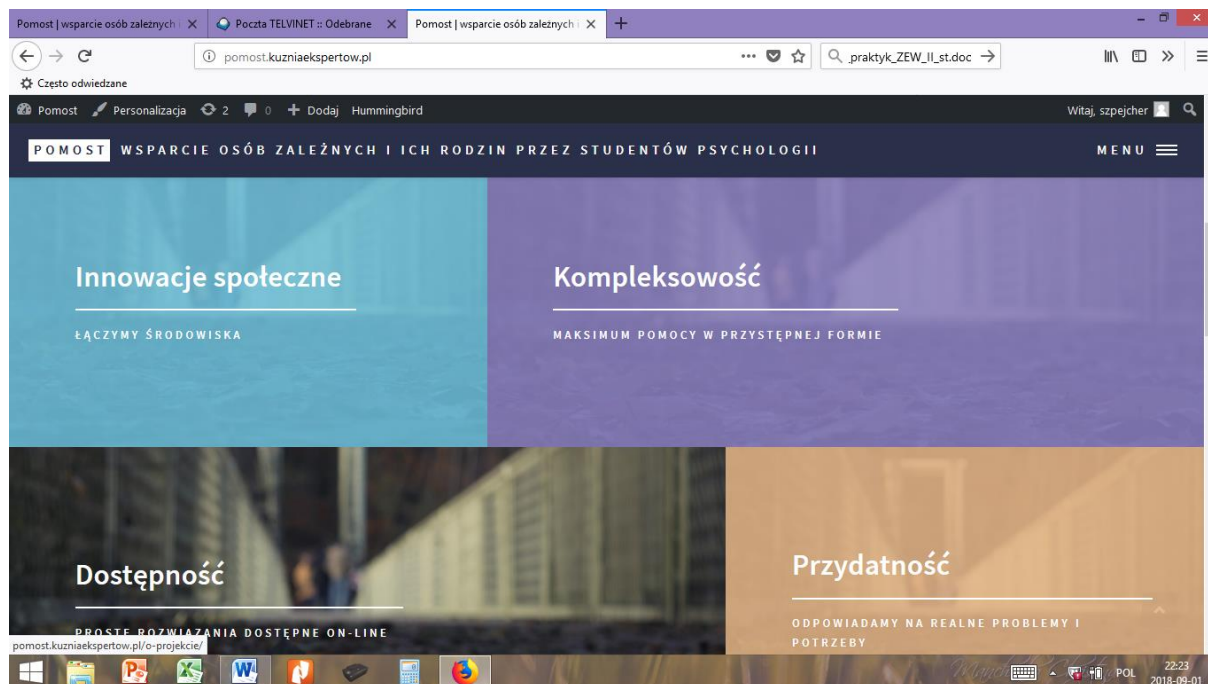 Pomost | wsparcie osób zależnych i
Poczta TELVINET :: Odebrane
Pomost | wsparcie osób zależnych i
pomost.kuzniaekspertow.pl
praktyk_ZEW_II_st.doc
Często odwiedzane
Pomost Personalizacja 2 0 Dodaj Hummingbird
Witaj, szpejcher
POMOST WSPARCIE OSÓB ZALEŻNYCH I ICH RODZIN PRZEZ STUDENTÓW PSYCHOLOGII
MENU
Innowacje społeczne
ŁĄCZYMY ŚRODOWISKA
Kompleksowość
MAKSIMUM POMOCY W PRZYSTĘPNEJ FORMIE
Dostępność
PROSTE ROZWIĄZANIA DOSTĘPNE ON-LINE
Przydatność
ODPOWIADAMY NA REALNE PROBLEMY I
POTRZEBY
pomost.kuzniaekspertow.pl/o-projekcie/
POL
22:23
2018-09-01